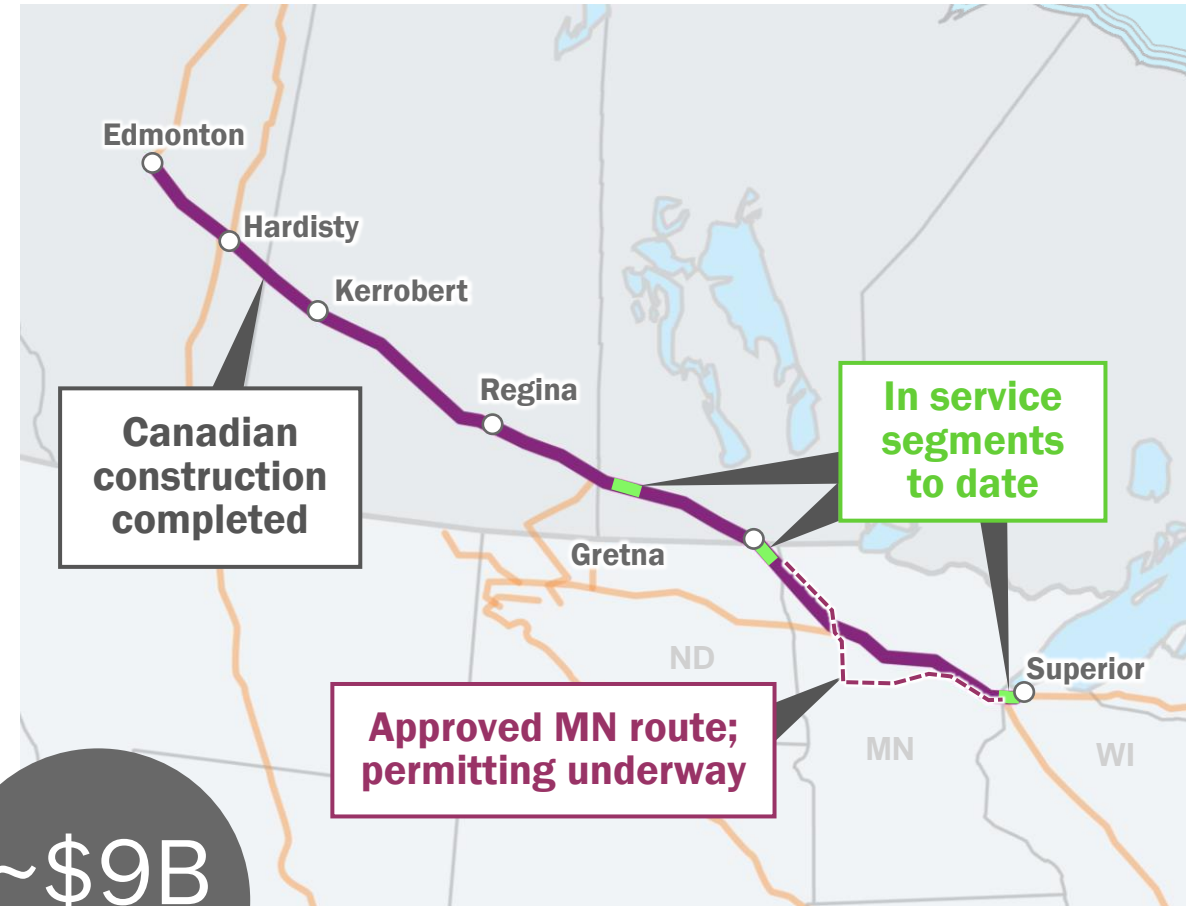 Edmonton
Hardisty
Kerrobert
Regina
Canadian
construction
completed
In service
segments
to date
Gretna
ND
Superior
Approved MN route;
permitting underway
MN
WI
~$9B